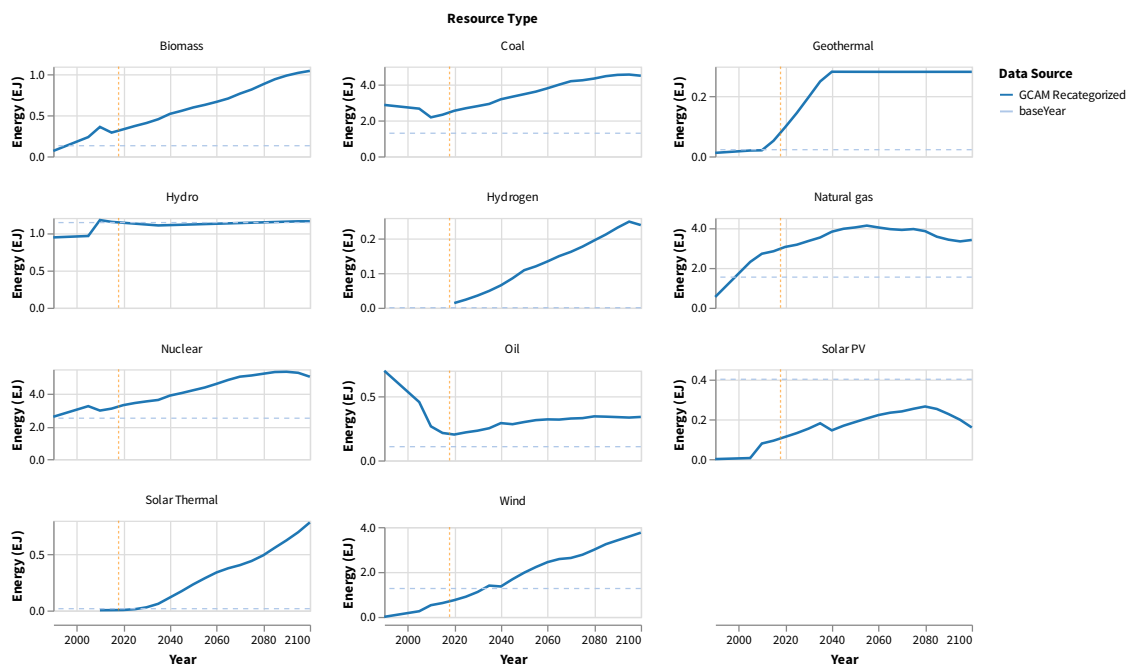 Resource Type
Biomass
Coal
Geothermal
Data Source
GCAM Recategorized
baseYear
Energy (EJ)
1.0
0.5
0.0
Energy (EJ)
4.0
2.0
0.0
Energy (EJ)
0.2
0.0
Hydro
Hydrogen
Natural gas
Energy (EJ)
1.0
0.5
0.0
Energy (EJ)
0.2
0.1
0.0
Energy (EJ)
4.0
2.0
0.0
Nuclear
Oil
Solar PV
Energy (EJ)
4.0
2.0
0.0
Energy (EJ)
0.5
0.0
Energy (EJ)
0.4
0.2
0.0
Solar Thermal
Wind
Energy (EJ)
0.5
0.0
Energy (EJ)
4.0
2.0
0.0
2000 2020 2040 2060 2080 2100
2000 2020 2040 2060 2080 2100
2000 2020 2040 2060 2080 2100
Year
Year
Year